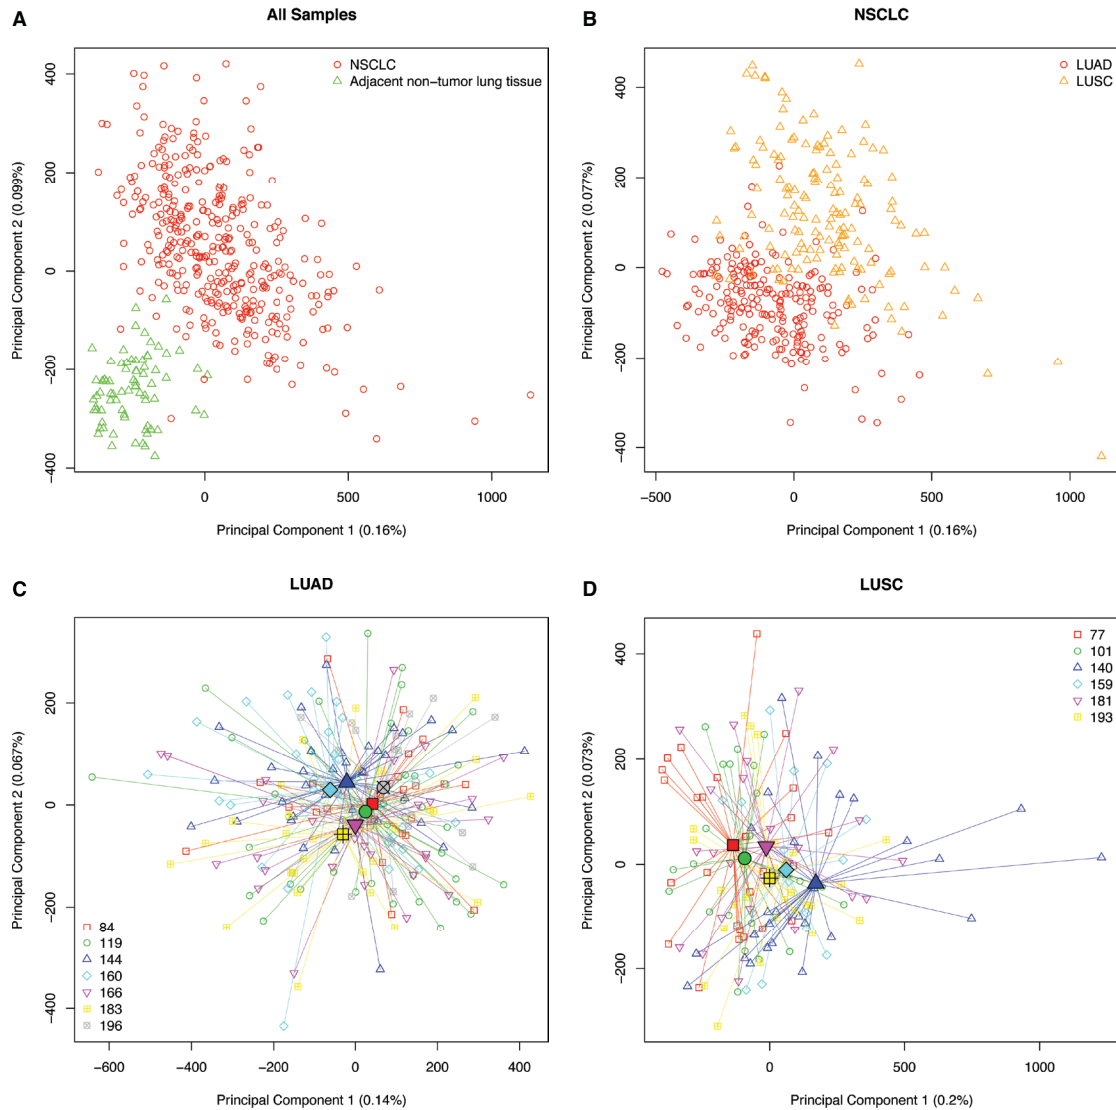 A
All Samples
NSCLC
Adjacent non−tumor lung tissue
400
200
0
−200
−400
Principal Component 2 (0.099%)
0
500
1000
Principal Component 1 (0.16%)
B
NSCLC
LUAD
LUSC
400
200
0
−200
−400
Principal Component 2 (0.077%)
−500
0
500
1000
Principal Component 1 (0.16%)
C
LUAD
200
0
−200
−400
Principal Component 2 (0.067%)
84
119
144
160
166
183
196
−600
−400
−200
0
200
400
Principal Component 1 (0.14%)
D
LUSC
77
101
140
159
181
193
400
200
0
−200
Principal Component 2 (0.073%)
0
500
1000
Principal Component 1 (0.2%)